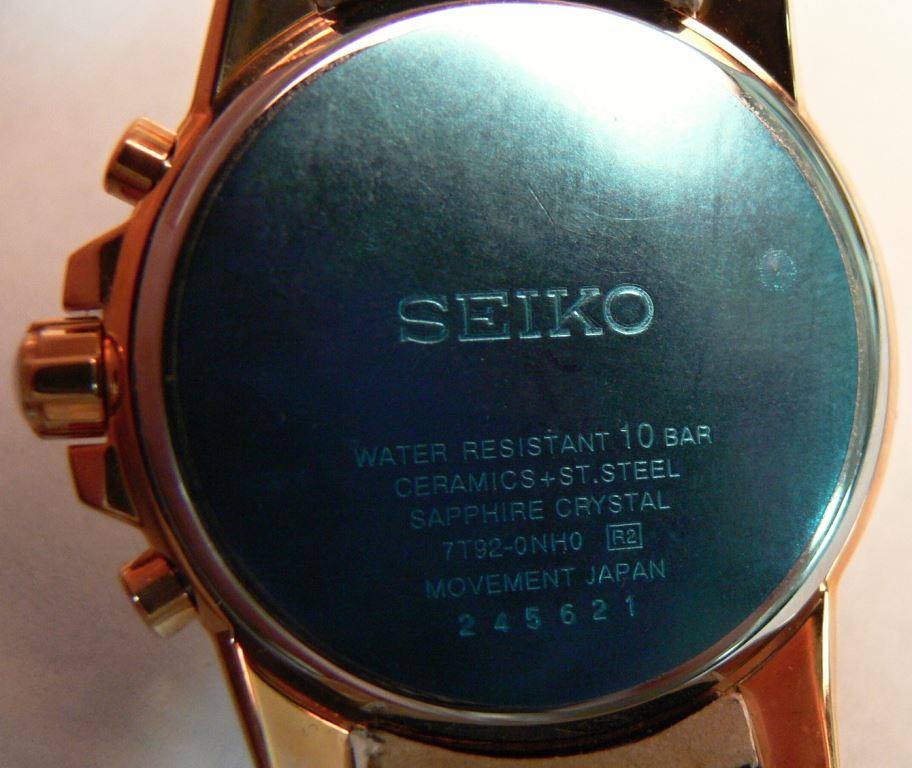 SEIKO
WATER RESISTANT 10 BAR
CERAMICS+ST.STEEL
SAPPHIRE CRYSTAL
7T92-0NH0 R2
MOVEMENT JAPAN
245621